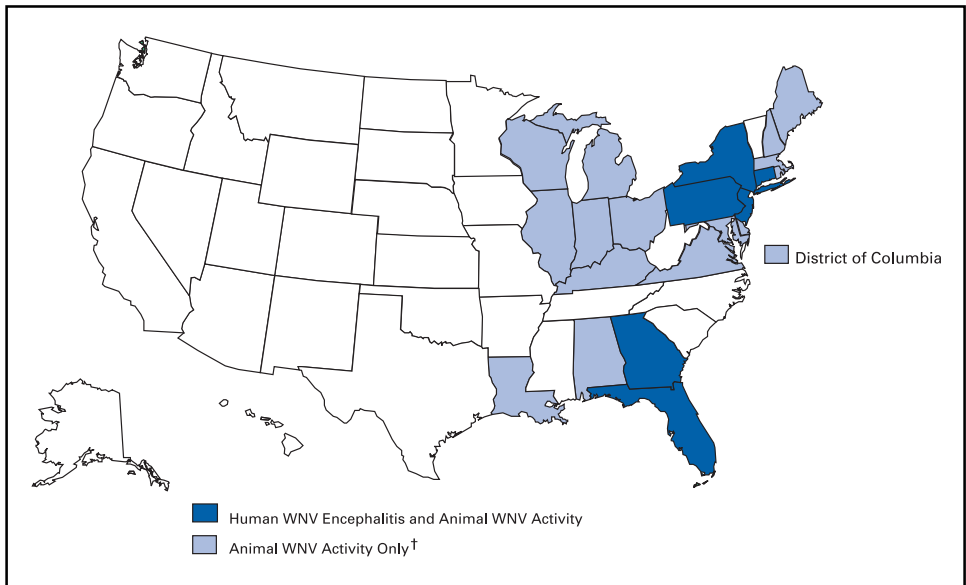 District of Columbia
Human WNV Encephalitis and Animal WNV Activity
Animal WNV Activity Only†